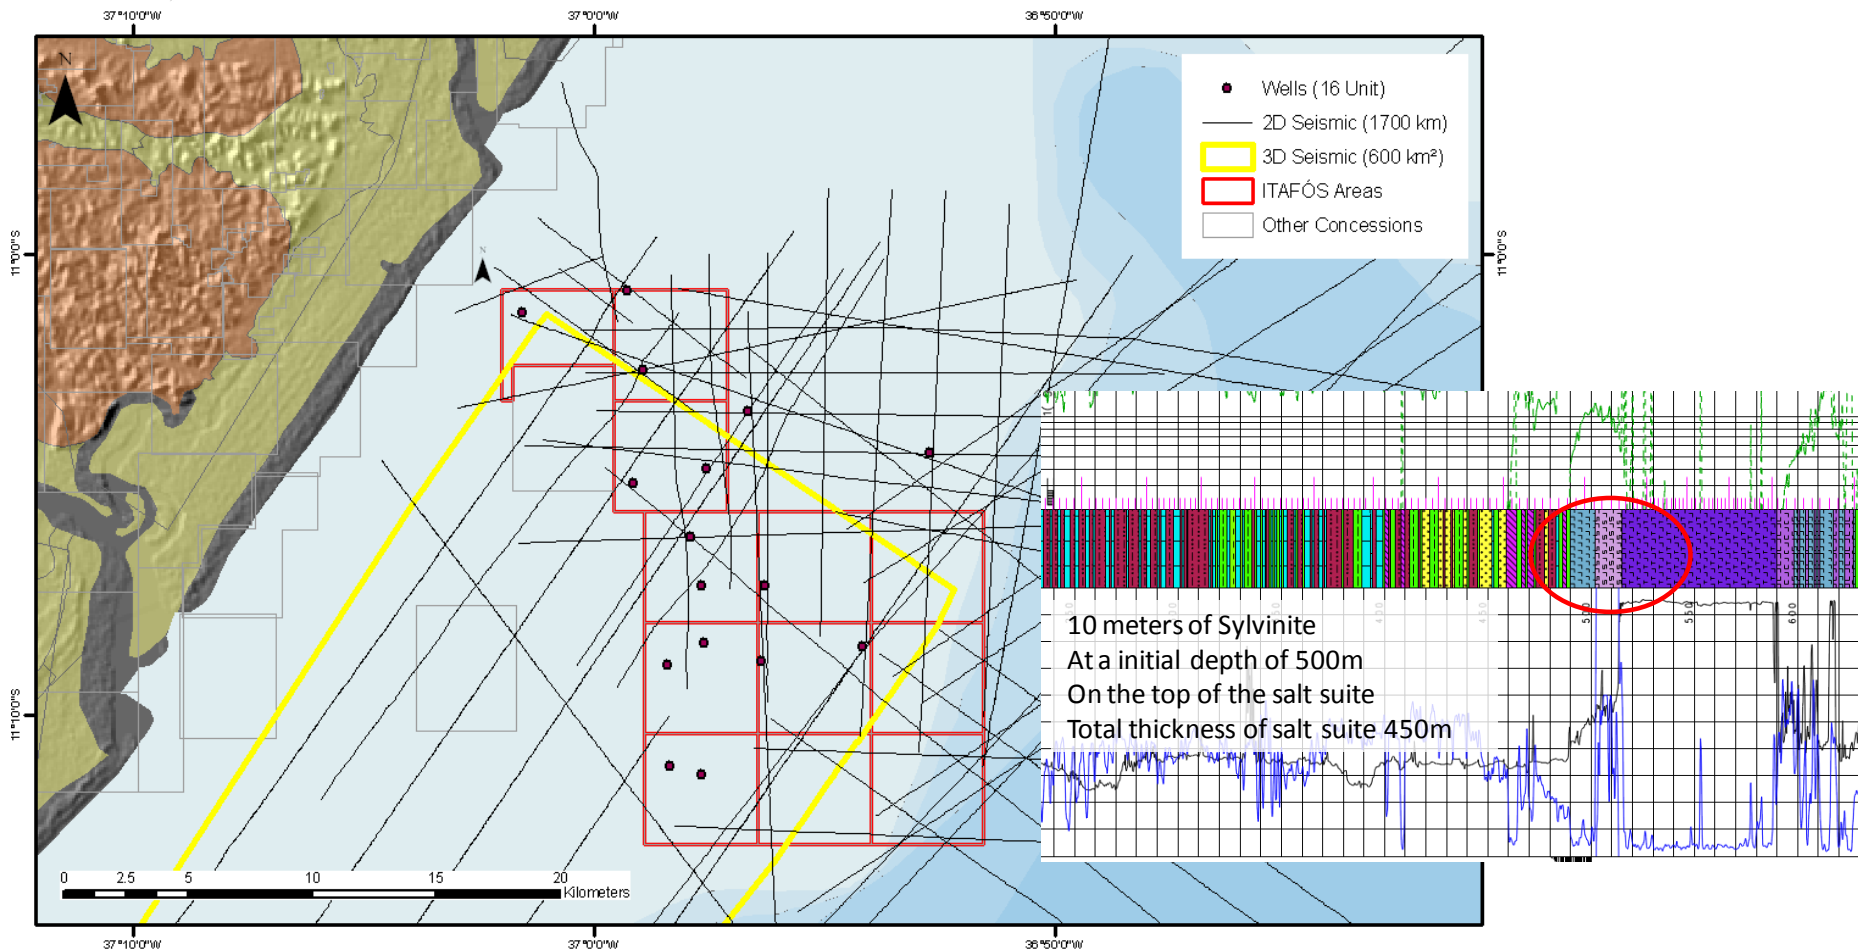 37°10'0"W
37°0'0"W
36°50'0"W
N
Wells (16 Unit)
2D Seismic (1700 km)
3D Seismic (600 km²)
ITAFÓS Areas
Other Concessions
11°0'0"S
11°0'0"S
N
10 meters of Sylvinite
At a initial depth of 500m
On the top of the salt suite
Total thickness of salt suite 450m
11°10'0"S
11°10'0"S
0 2.5 5 10 15 20
Kilometers
37°10'0"W
37°0'0"W
36°50'0"W